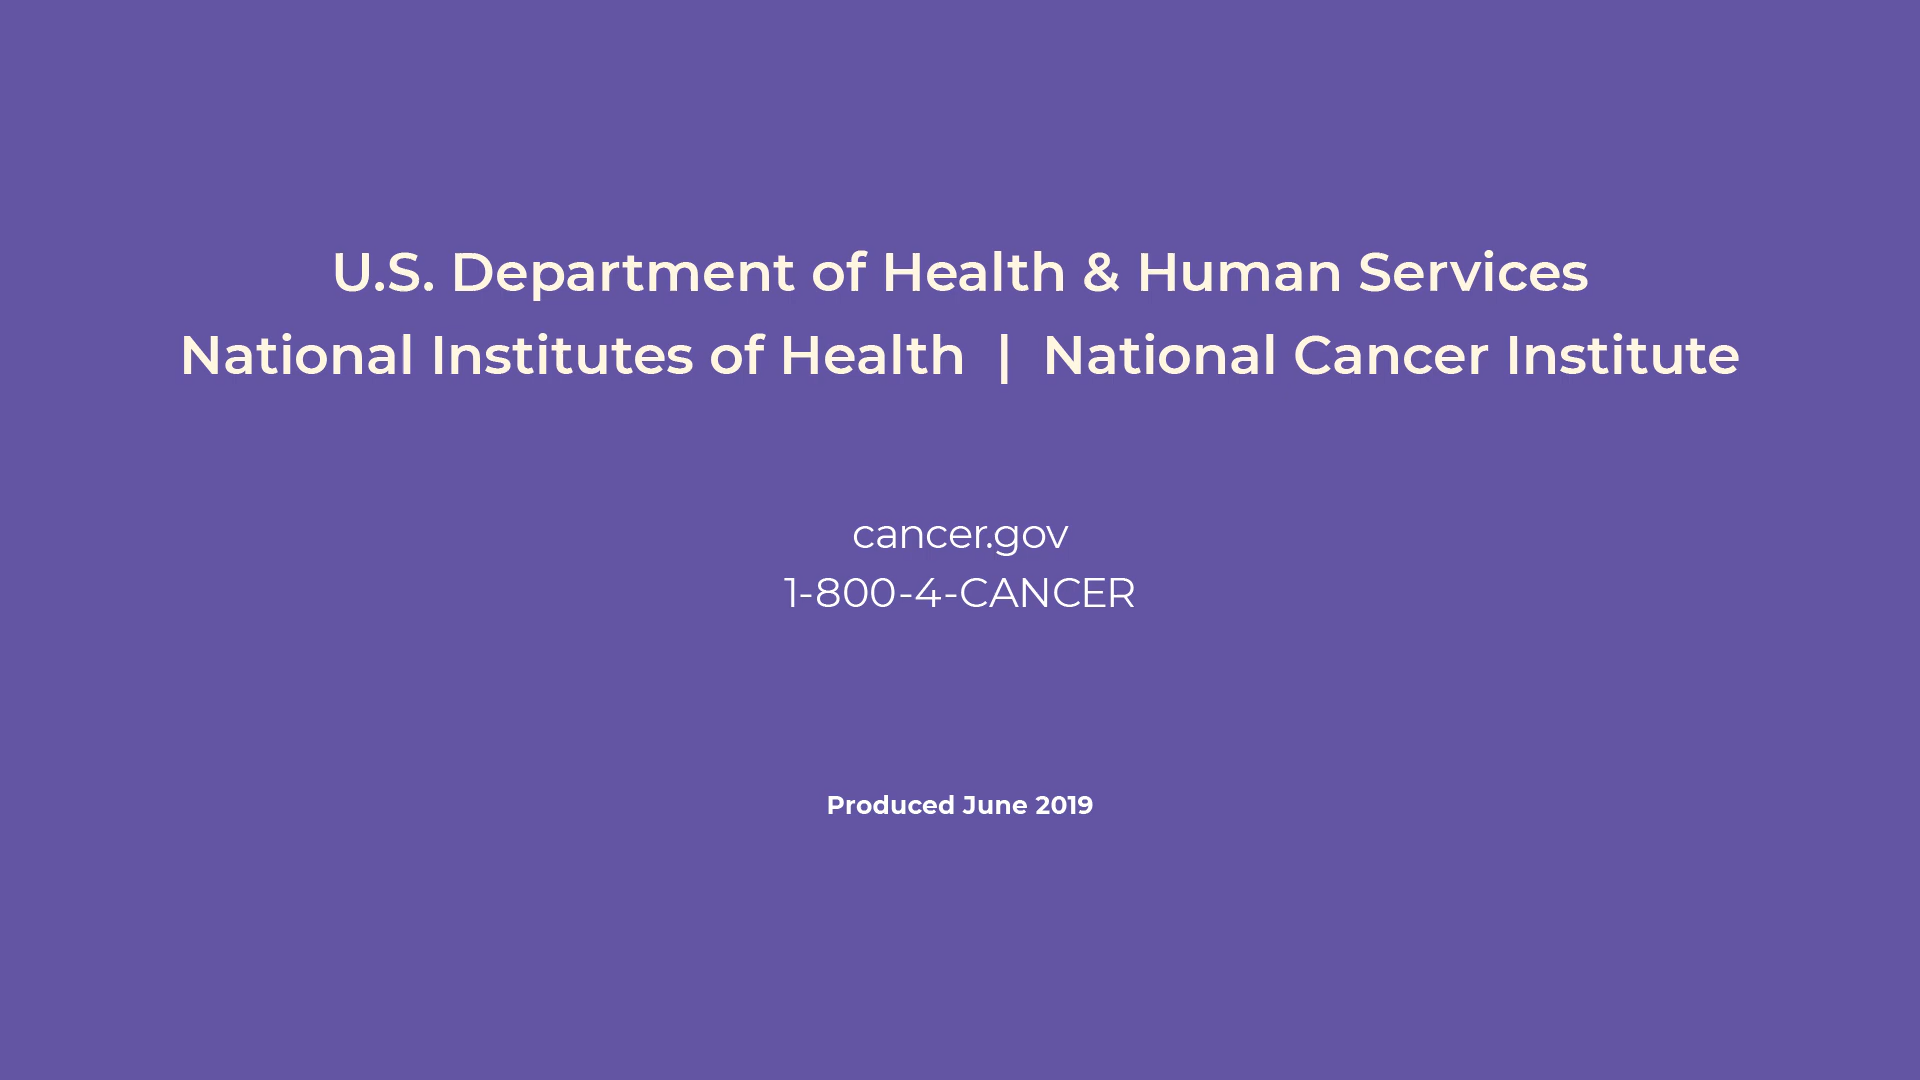 U.S. Department of Health & Human Services
National Institutes of Health | National Cancer Institute
cancer.gov
1-800-4-CANCER
Produced June 2019